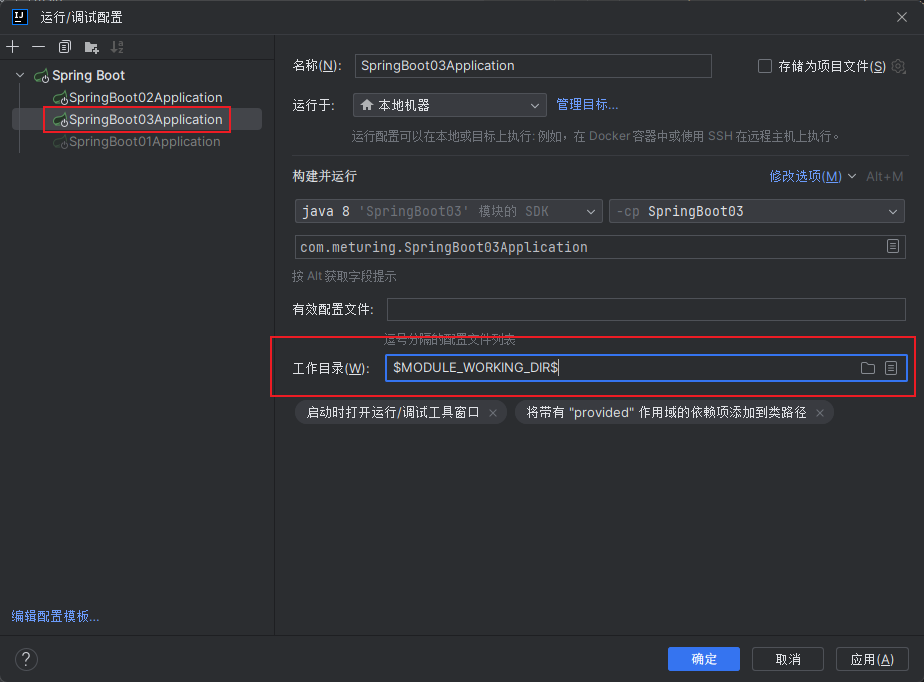 运行/调试配置
Spring Boot
SpringBoot02Application
SpringBoot03Application
SpringBoot01Application
编辑配置模板...
名称(N):
SpringBoot03Application
存储为项目文件(S)
运行于:
本地机器
管理目标...
运行配置可以在本地或目标上执行: 例如，在 Docker 容器中或使用 SSH 在远程主机上执行。
构建并运行
修改选项(M)
Alt+M
java 8 'SpringBoot03' 模块的 SDK
-cp SpringBoot03
com.meturing.SpringBoot03Application
按 Alt 获取字段提示
有效配置文件:
逗号分隔的配置文件列表
工作目录(W):
$MODULE_WORKING_DIR$
启动时打开运行/调试工具窗口
将带有 "provided" 作用域的依赖项添加到类路径
?
确定
取消
应用(A)